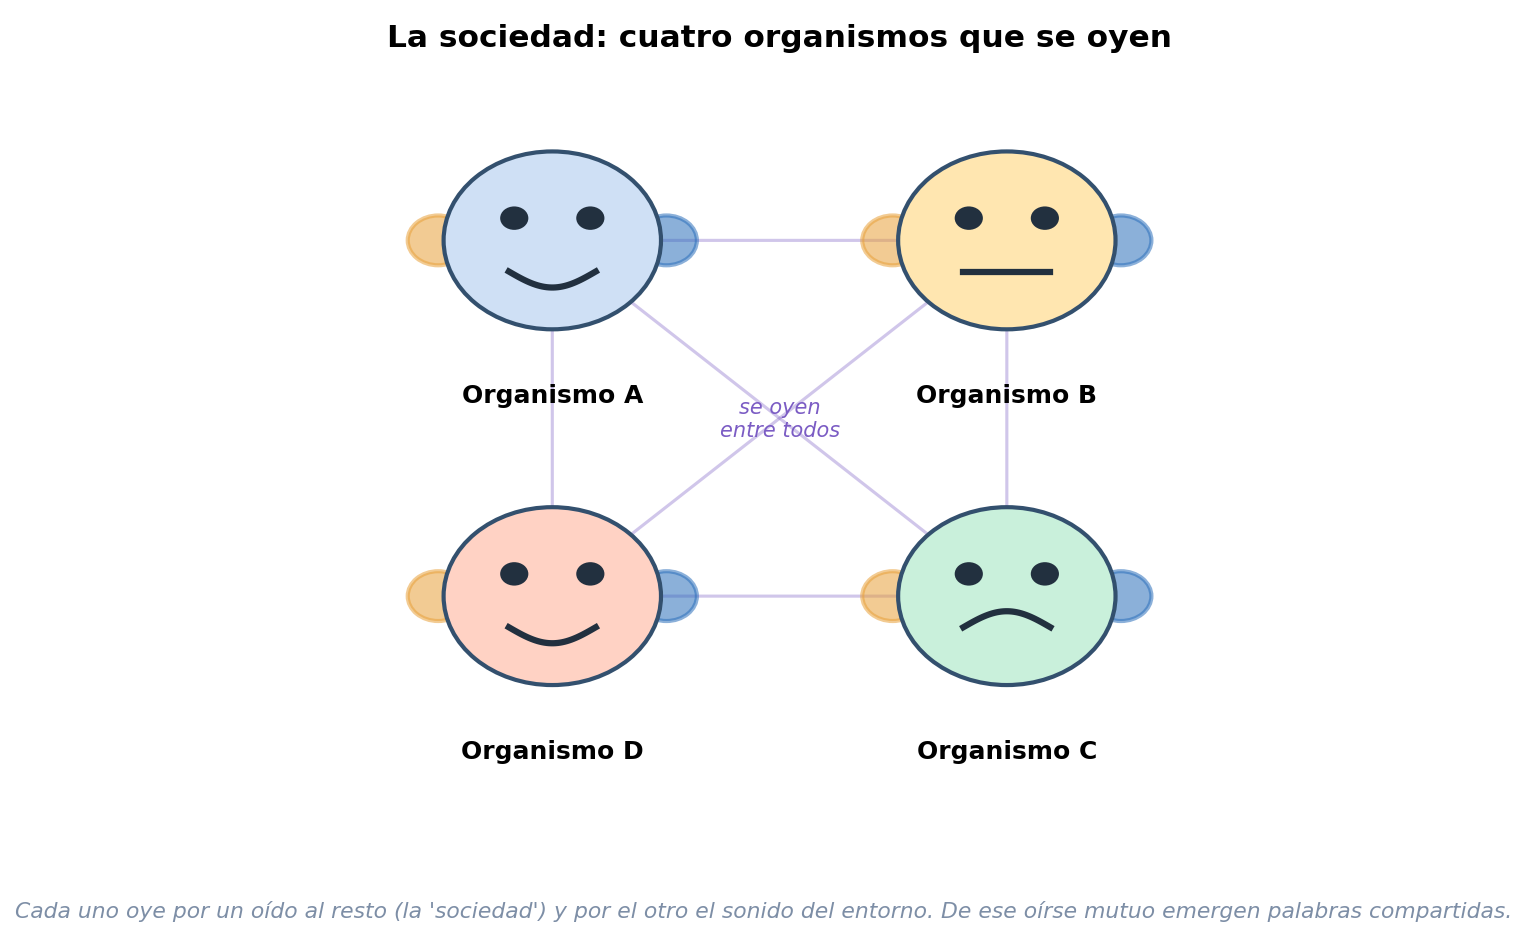 La sociedad: cuatro organismos que se oyen
Organismo A
Organismo B
se oyen
entre todos
Organismo D
Organismo C
Cada uno oye por un oído al resto (la 'sociedad') y por el otro el sonido del entorno. De ese oírse mutuo emergen palabras compartidas.